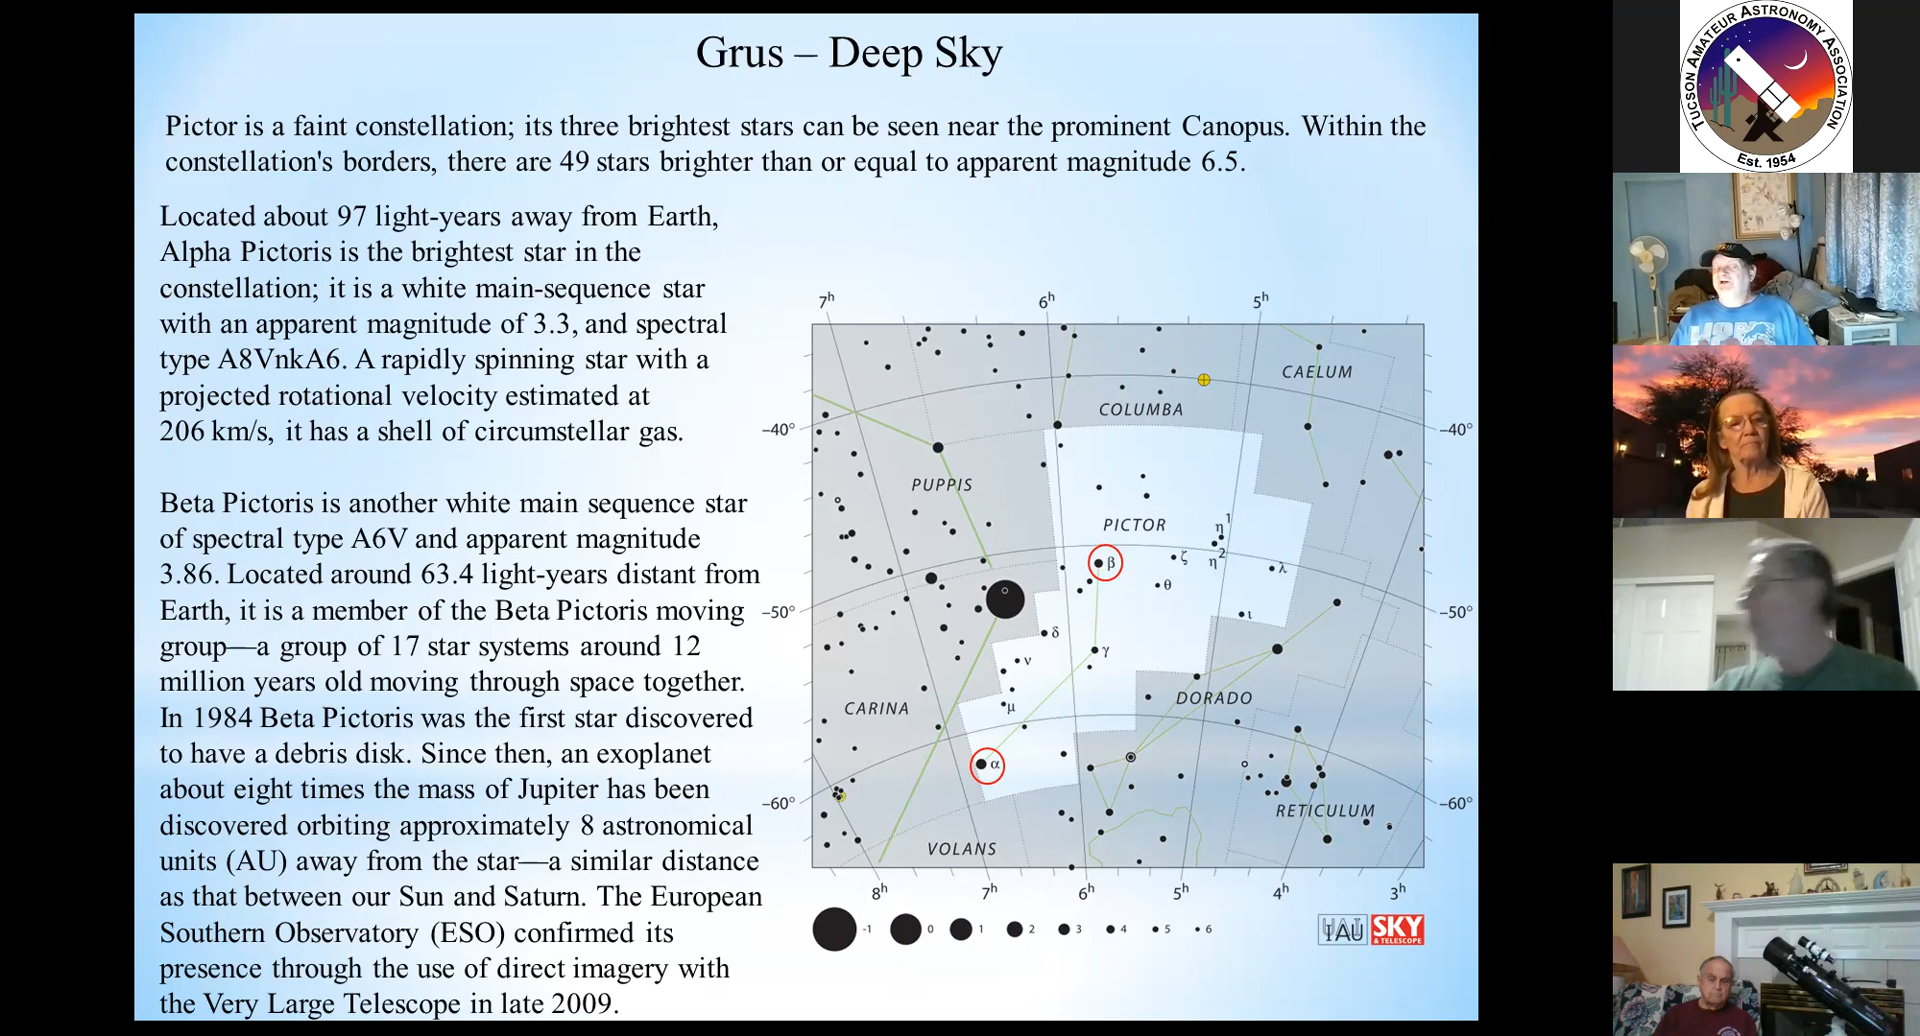 Grus – Deep Sky
Pictor is a faint constellation; its three brightest stars can be seen near the prominent Canopus. Within the
constellation's borders, there are 49 stars brighter than or equal to apparent magnitude 6.5.
Located about 97 light-years away from Earth,
Alpha Pictoris is the brightest star in the
constellation; it is a white main-sequence star
with an apparent magnitude of 3.3, and spectral
type A8VnkA6. A rapidly spinning star with a
projected rotational velocity estimated at
206 km/s, it has a shell of circumstellar gas.
Beta Pictoris is another white main sequence star
of spectral type A6V and apparent magnitude
3.86. Located around 63.4 light-years distant from
Earth, it is a member of the Beta Pictoris moving
group—a group of 17 star systems around 12
million years old moving through space together.
In 1984 Beta Pictoris was the first star discovered
to have a debris disk. Since then, an exoplanet
about eight times the mass of Jupiter has been
discovered orbiting approximately 8 astronomical
units (AU) away from the star—a similar distance
as that between our Sun and Saturn. The European
Southern Observatory (ESO) confirmed its
presence through the use of direct imagery with
the Very Large Telescope in late 2009.
7h 6h 5h
CAELUM
COLUMBA
–40° –40°
PUPPIS
PICTOR
η1
β ζ η2 λ
θ
–50° –50°
ι
δ
γ
ν
DORADO
CARINA
μ
α
–60° –60°
RETICULUM
VOLANS
8h 7h 6h 5h 4h 3h
-1 0 1 2 3 4 5 6
IAU SKY
& TELESCOPE
TUCSON AMATEUR ASTRONOMY ASSOCIATION
Est. 1954